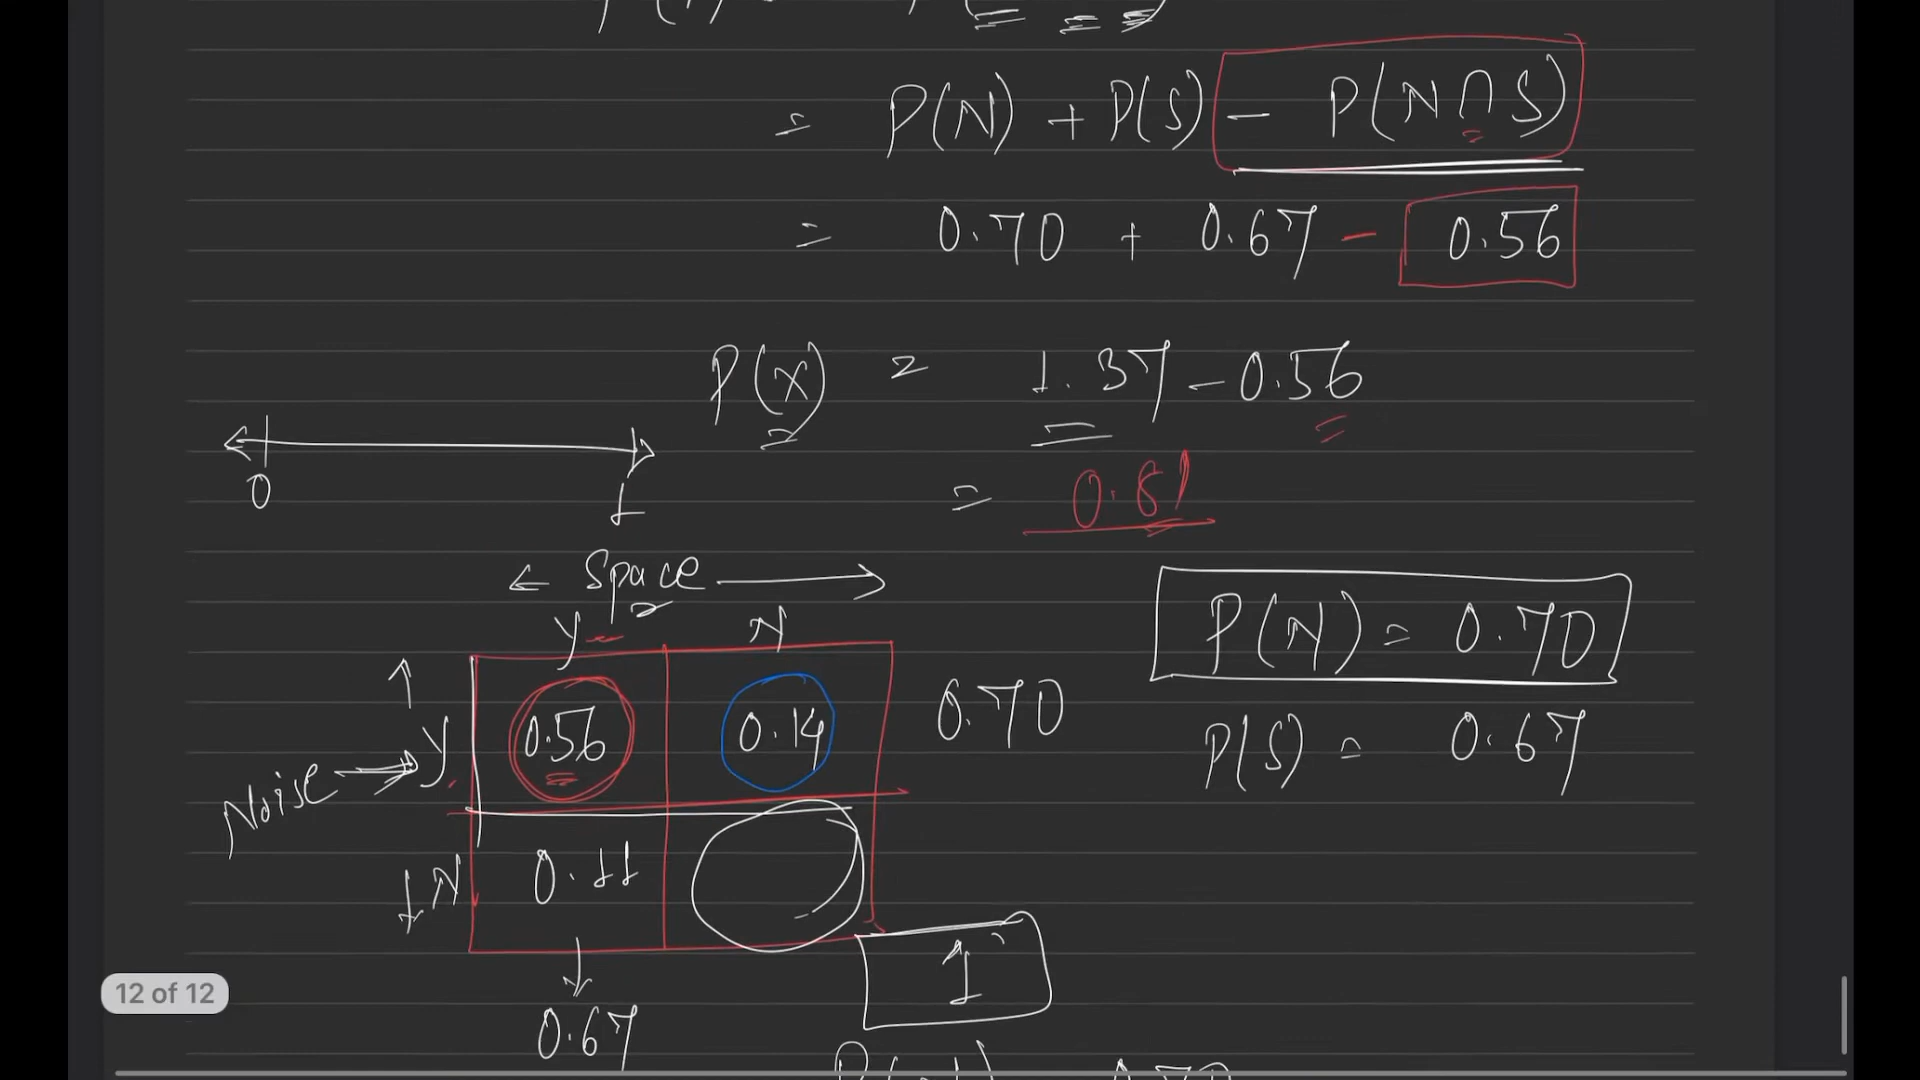 = P(N) + P(S) - P(N∩S)
= 0.70 + 0.67 - 0.56
P(X) = 1.37 - 0.56
0 1
= 0.81
← Space →
Y N
P(N) = 0.70
Noise → Y 0.56 0.14 0.70
P(S) = 0.67
N 0.11
1
0.67
12 of 12